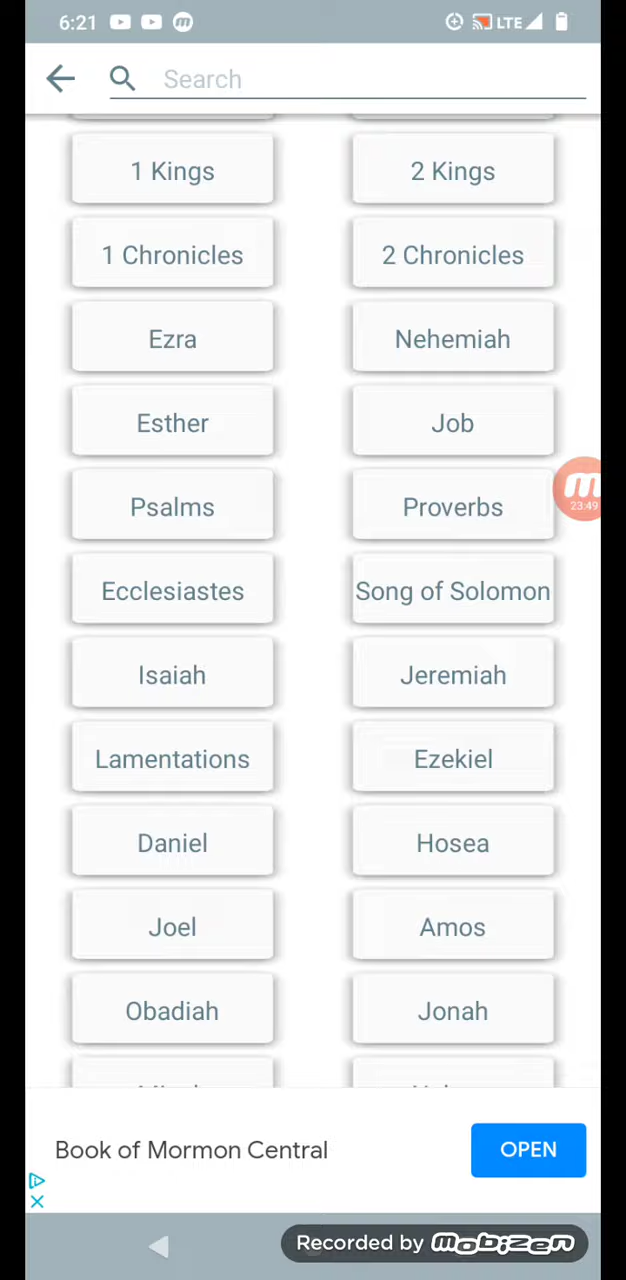 6:21 LTE
Search
1 Kings 2 Kings
1 Chronicles 2 Chronicles
Ezra Nehemiah
Esther Job
Psalms Proverbs
23:49
Ecclesiastes Song of Solomon
Isaiah Jeremiah
Lamentations Ezekiel
Daniel Hosea
Joel Amos
Obadiah Jonah
Book of Mormon Central OPEN
Recorded by mobizen